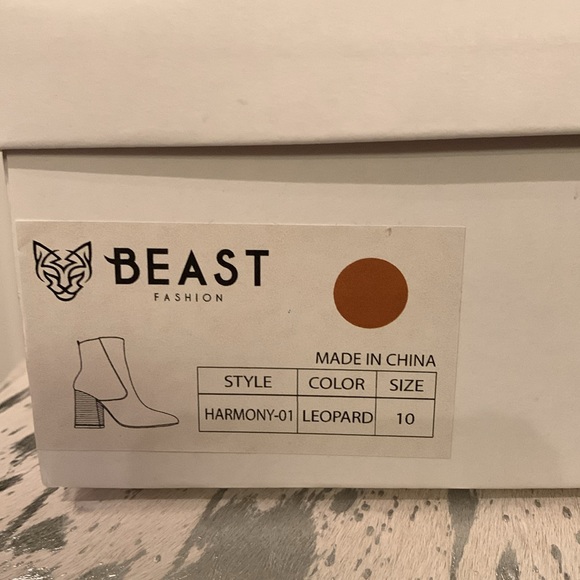 BEAST
FASHION
MADE IN CHINA
STYLE COLOR SIZE
HARMONY-01 LEOPARD 10